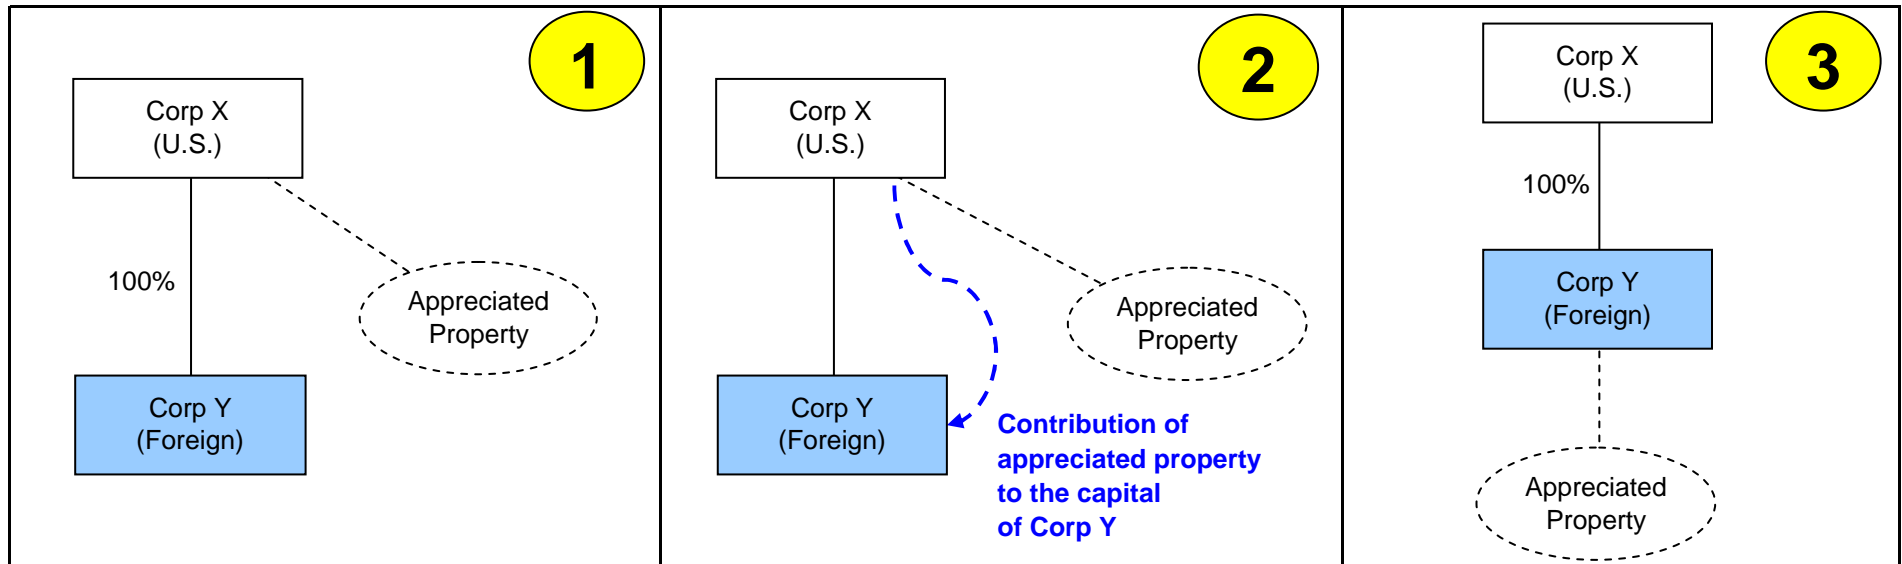 1
Corp X
(U.S.)
100%
Appreciated
Property
Corp Y
(Foreign)
2
Corp X
(U.S.)
Appreciated
Property
Corp Y
(Foreign)
Contribution of
appreciated property
to the capital
of Corp Y
3
Corp X
(U.S.)
100%
Corp Y
(Foreign)
Appreciated
Property